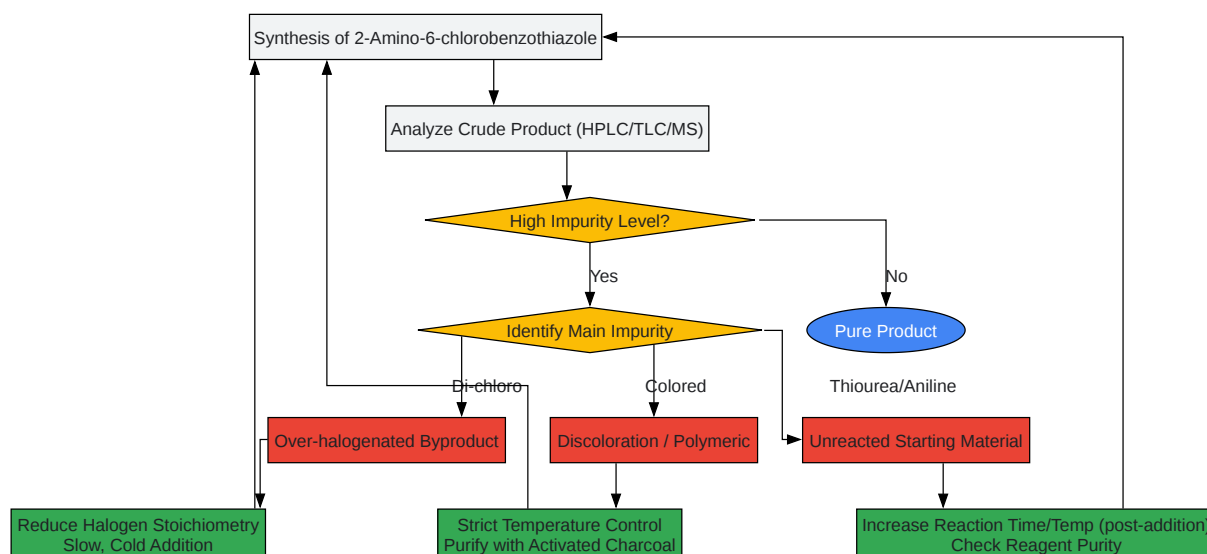 Synthesis of 2-Amino-6-chlorobenzothiazole
Analyze Crude Product (HPLC/TLC/MS)
High Impurity Level?
Yes
No
Identify Main Impurity
Pure Product
Di-chloro
Colored
Thiourea/Aniline
Over-halogenated Byproduct
Discoloration / Polymeric
Unreacted Starting Material
Reduce Halogen Stoichiometry
Slow, Cold Addition
Strict Temperature Control
Purify with Activated Charcoal
Increase Reaction Time/Temp (post-addition)
Check Reagent Purity